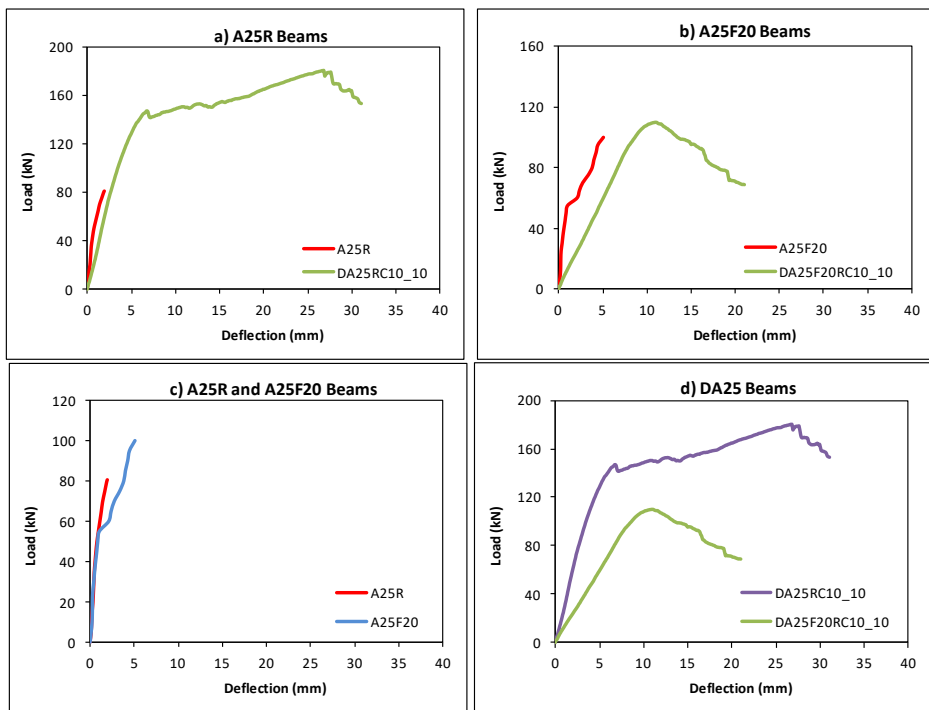 a) A25R Beams
200
160
120
80
40
0
Load (kN)
0 5 10 15 20 25 30 35 40
Deflection (mm)
A25R
DA25RC10_10
b) A25F20 Beams
160
120
80
40
0
Load (kN)
0 5 10 15 20 25 30 35 40
Deflection (mm)
A25F20
DA25F20RC10_10
c) A25R and A25F20 Beams
120
100
80
60
40
20
0
Load (kN)
0 5 10 15 20 25 30 35 40
Deflection (mm)
A25R
A25F20
d) DA25 Beams
200
160
120
80
40
0
Load (kN)
0 5 10 15 20 25 30 35 40
Deflection (mm)
DA25RC10_10
DA25F20RC10_10